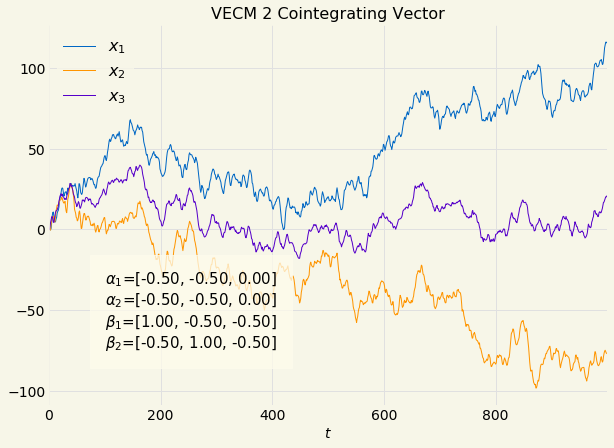 VECM 2 Cointegrating Vector
x₁
x₂
x₃
100
50
0
−50
−100
α₁=[-0.50, -0.50, 0.00]
α₂=[-0.50, -0.50, 0.00]
β₁=[1.00, -0.50, -0.50]
β₂=[-0.50, 1.00, -0.50]
0 200 400 600 800
t